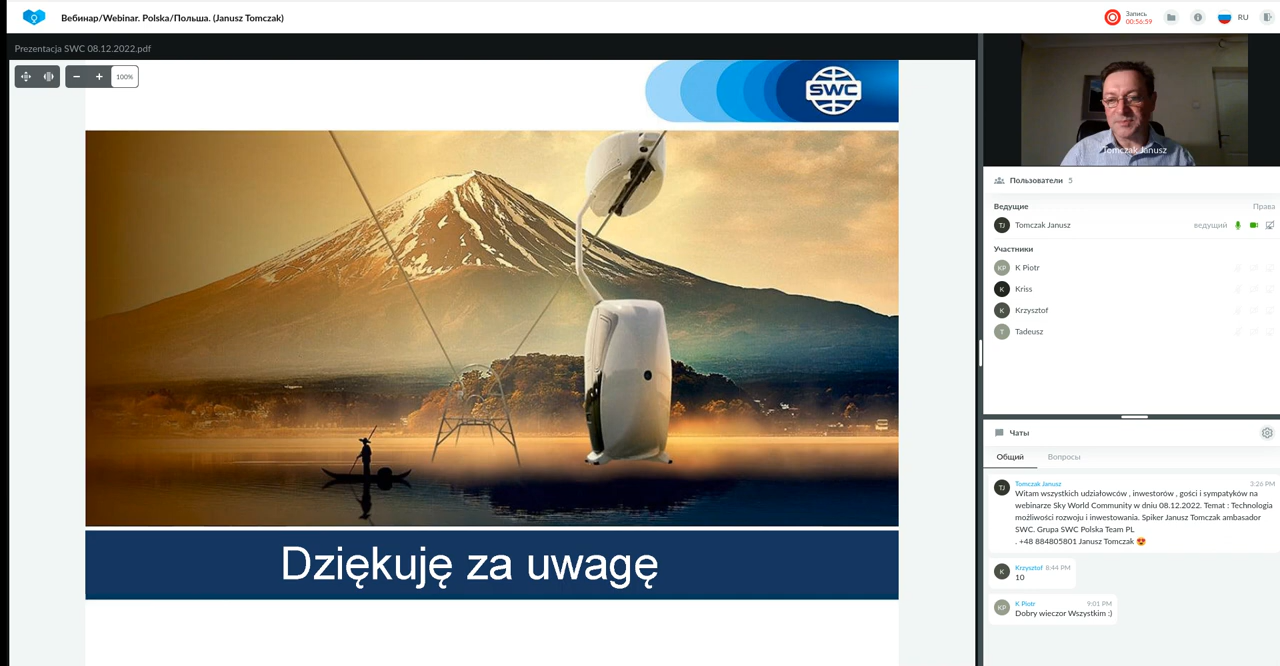 Вебинар/Webinar. Polska/Польша. (Janusz Tomczak)
Запись
00:56:59
RU
Prezentacja SWC 08.12.2022.pdf
100%
SWC
Dziękuję za uwagę
Tomczak Janusz
Пользователи 5
Ведущие
Права
TJ
Tomczak Janusz
ведущий
Участники
KP
K Piotr
K
Kriss
K
Krzysztof
T
Tadeusz
Чаты
Общий
Вопросы
TJ
Tomczak Janusz
3:26 PM
Witam wszystkich udziałowców , inwestorów , gości i sympatyków na
webinarze Sky World Community w dniu 08.12.2022. Temat : Technologia
możliwości rozwoju i inwestowania. Spiker Janusz Tomczak ambasador
SWC. Grupa SWC Polska Team PL
. +48 884805801 Janusz Tomczak 😍
K
Krzysztof 8:44 PM
10
KP
K Piotr
9:01 PM
Dobry wieczor Wszystkim :)